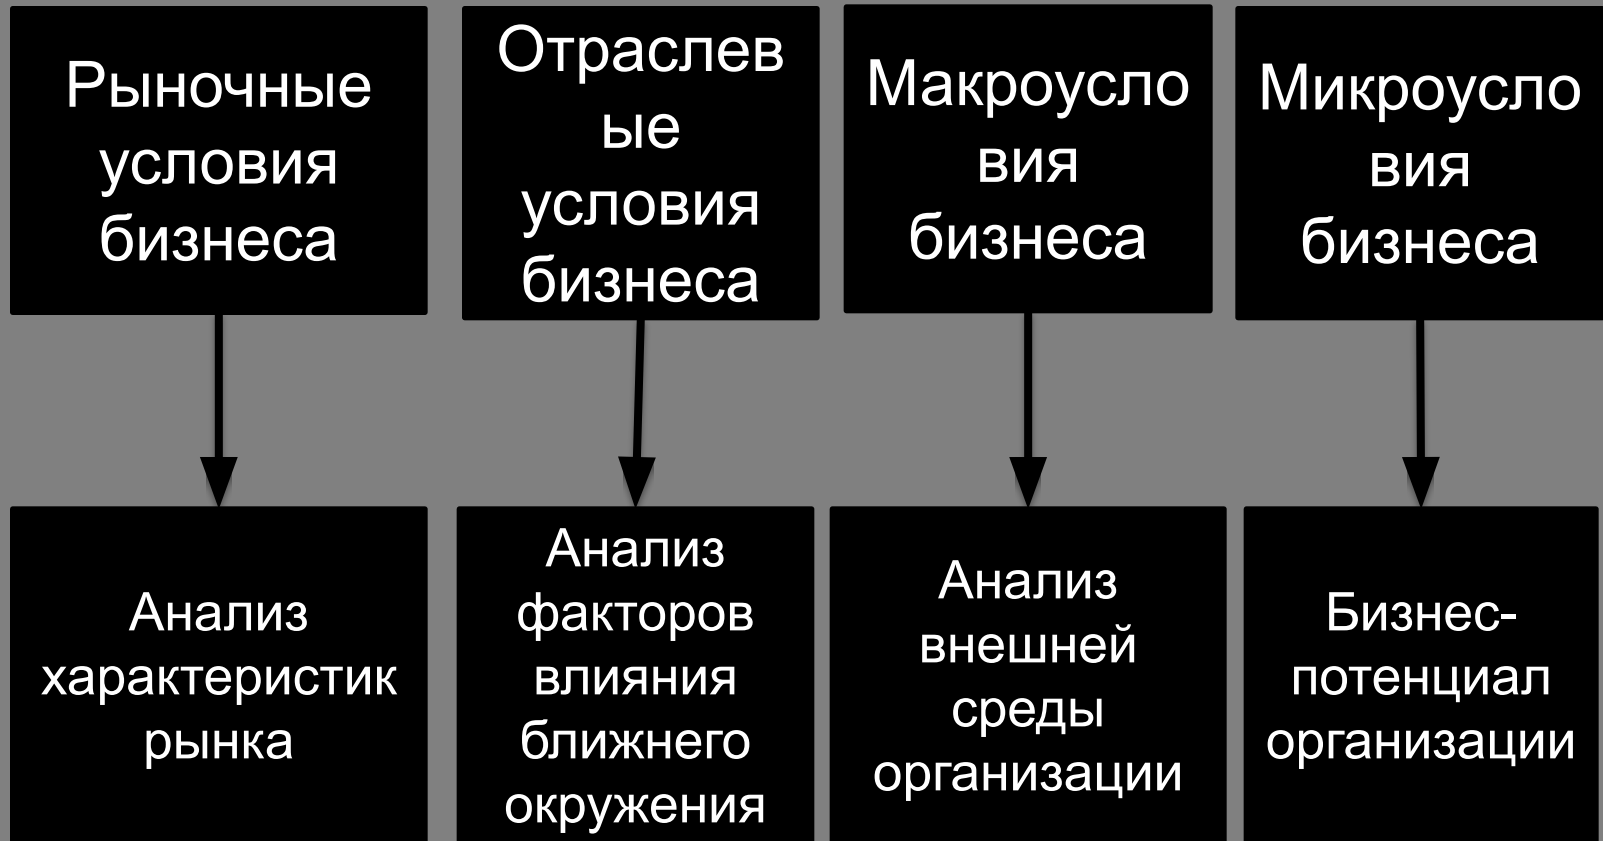 Рыночные
условия
бизнеса
Отраслев
ые
условия
бизнеса
Макроусло
вия
бизнеса
Микроусло
вия
бизнеса
Анализ
характеристик
рынка
Анализ
факторов
влияния
ближнего
окружения
Анализ
внешней
среды
организации
Бизнес-
потенциал
организации